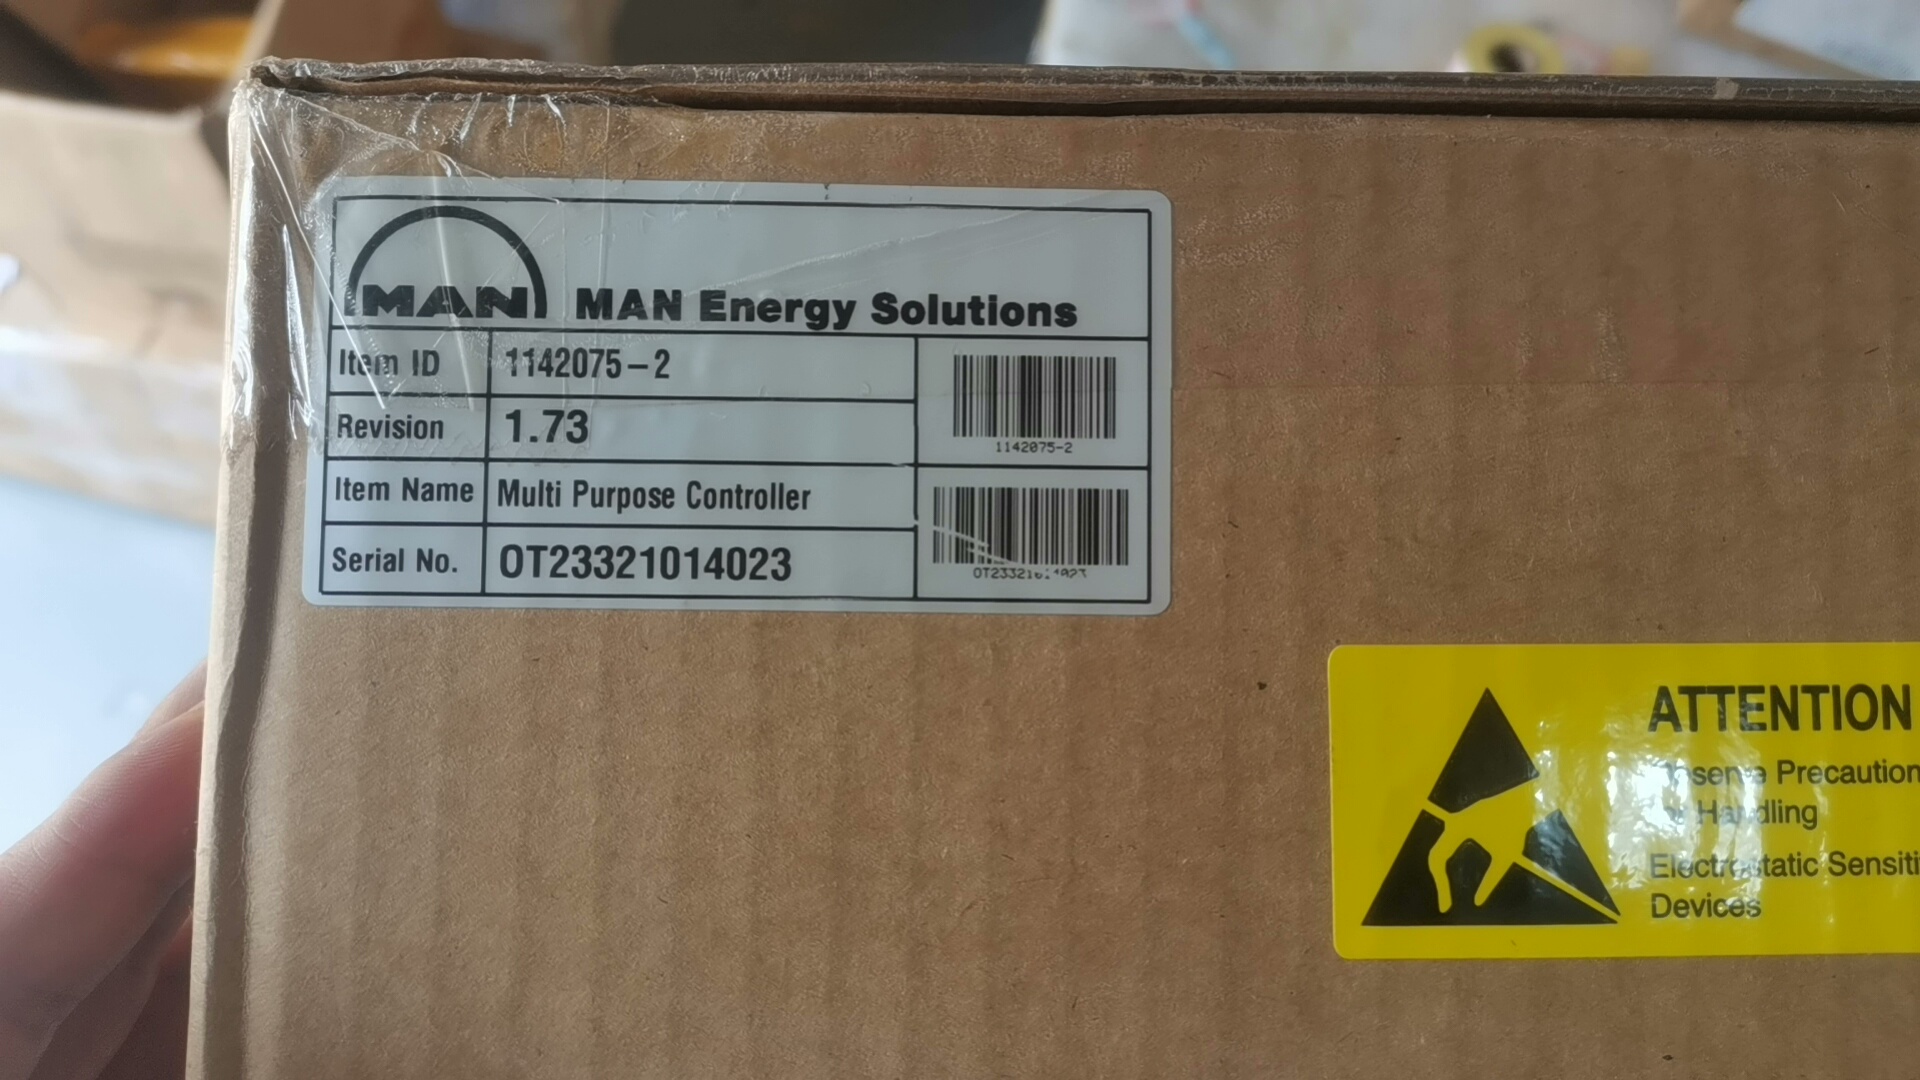 MAN MAN Energy Solutions
Item ID 1142075-2
1142075-2
Revision 1.73
Item Name Multi Purpose Controller
Serial No. OT23321014023
ATTENTION
Precaution
Handling
Electrostatic Sensiti
Devices